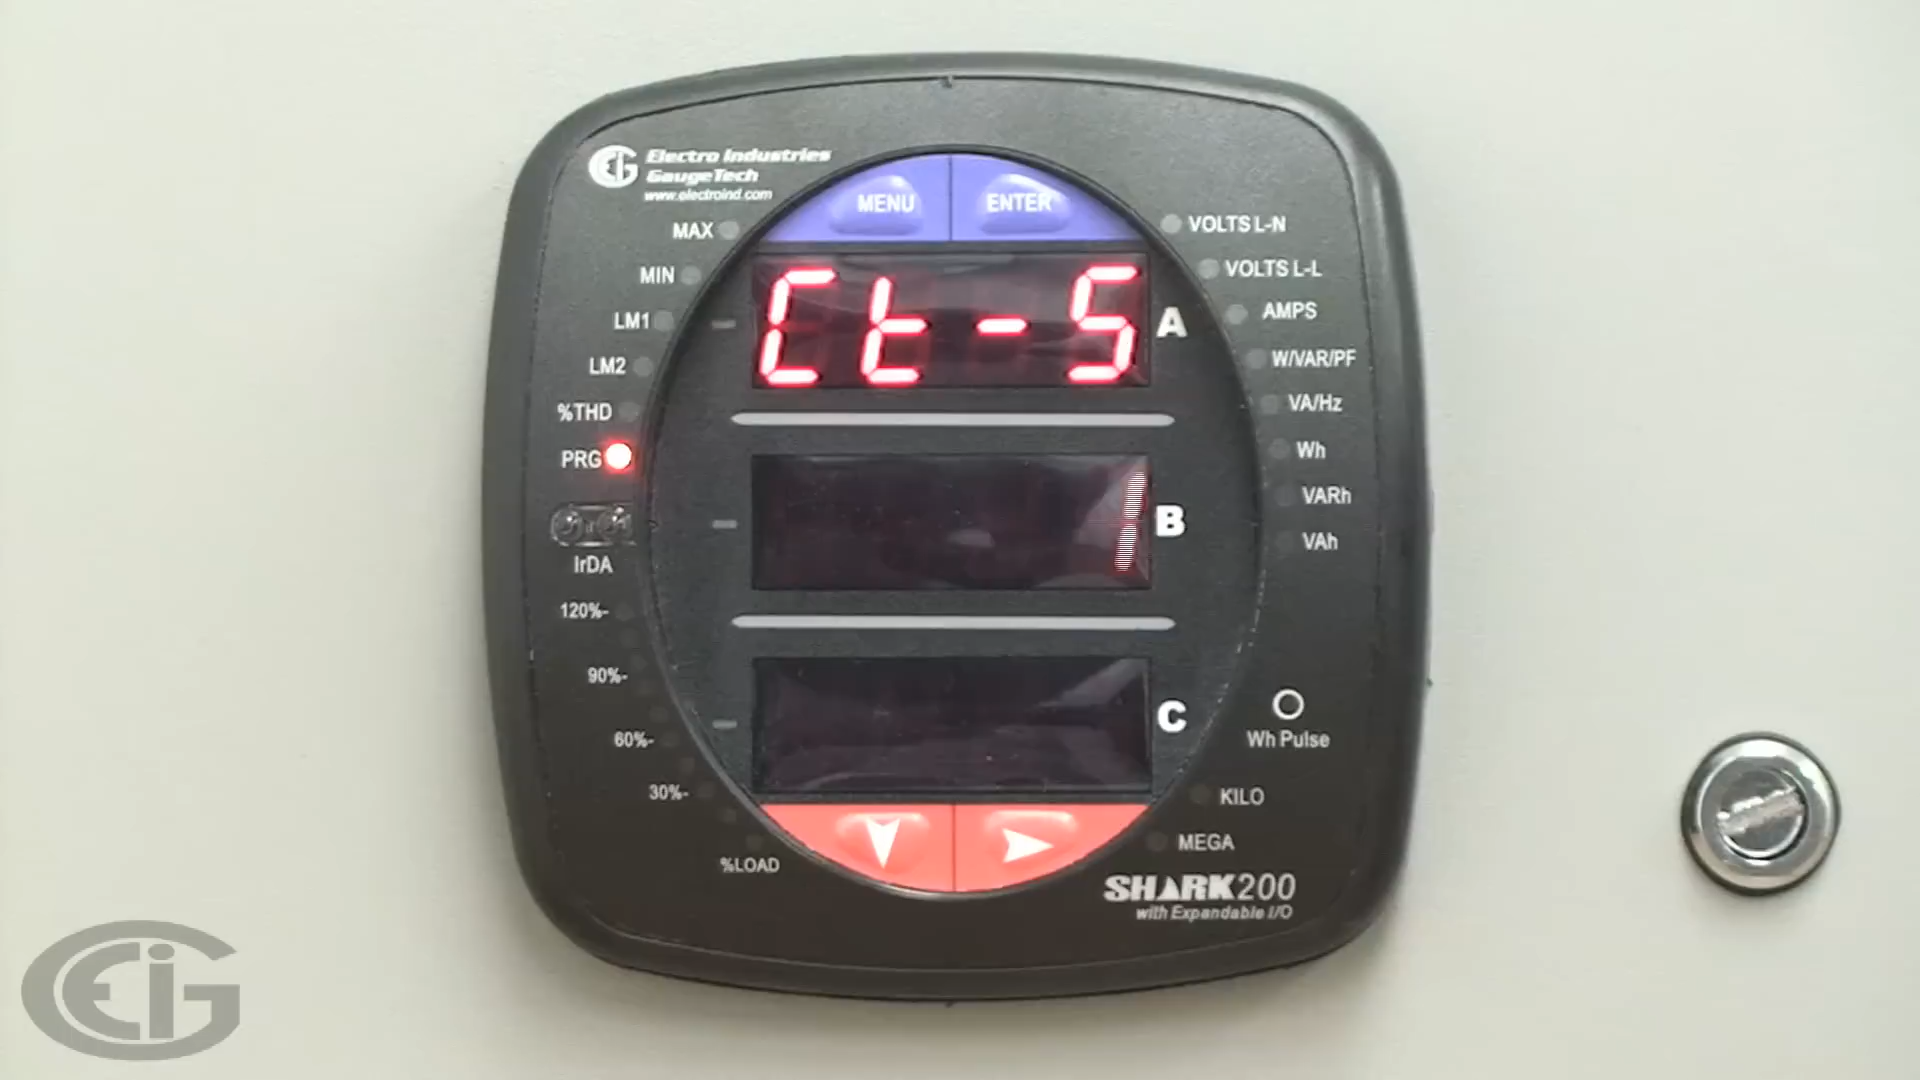 Electro Industries
GaugeTech
www.electroind.com
MENU
ENTER
MAX
MIN
LM1
LM2
%THD
PRG
IrDA
120%-
90%-
60%-
30%-
%LOAD
Ct-S
A
1
B
C
VOLTS L-N
VOLTS L-L
AMPS
W/VAR/PF
VA/Hz
Wh
VARh
VAh
Wh Pulse
KILO
MEGA
SHARK200
with Expandable I/O
EIG